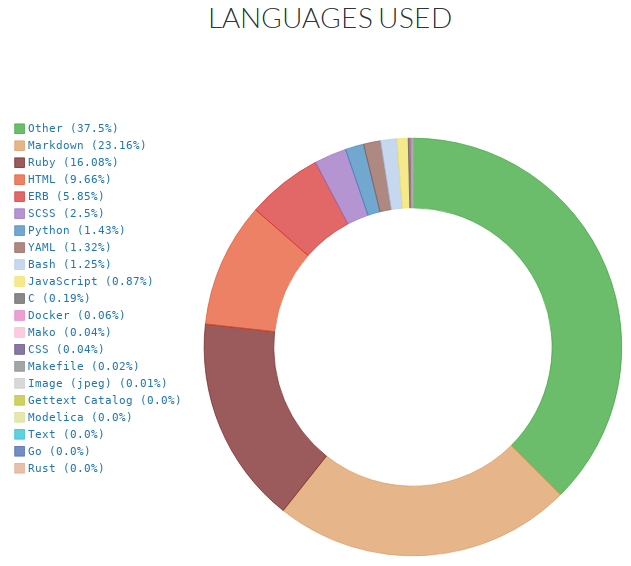 LANGUAGES USED
Other (37.5%)
Markdown (23.16%)
Ruby (16.08%)
HTML (9.66%)
ERB (5.85%)
SCSS (2.5%)
Python (1.43%)
YAML (1.32%)
Bash (1.25%)
JavaScript (0.87%)
C (0.19%)
Docker (0.06%)
Mako (0.04%)
CSS (0.04%)
Makefile (0.02%)
Image (jpeg) (0.01%)
Gettext Catalog (0.0%)
Modelica (0.0%)
Text (0.0%)
Go (0.0%)
Rust (0.0%)